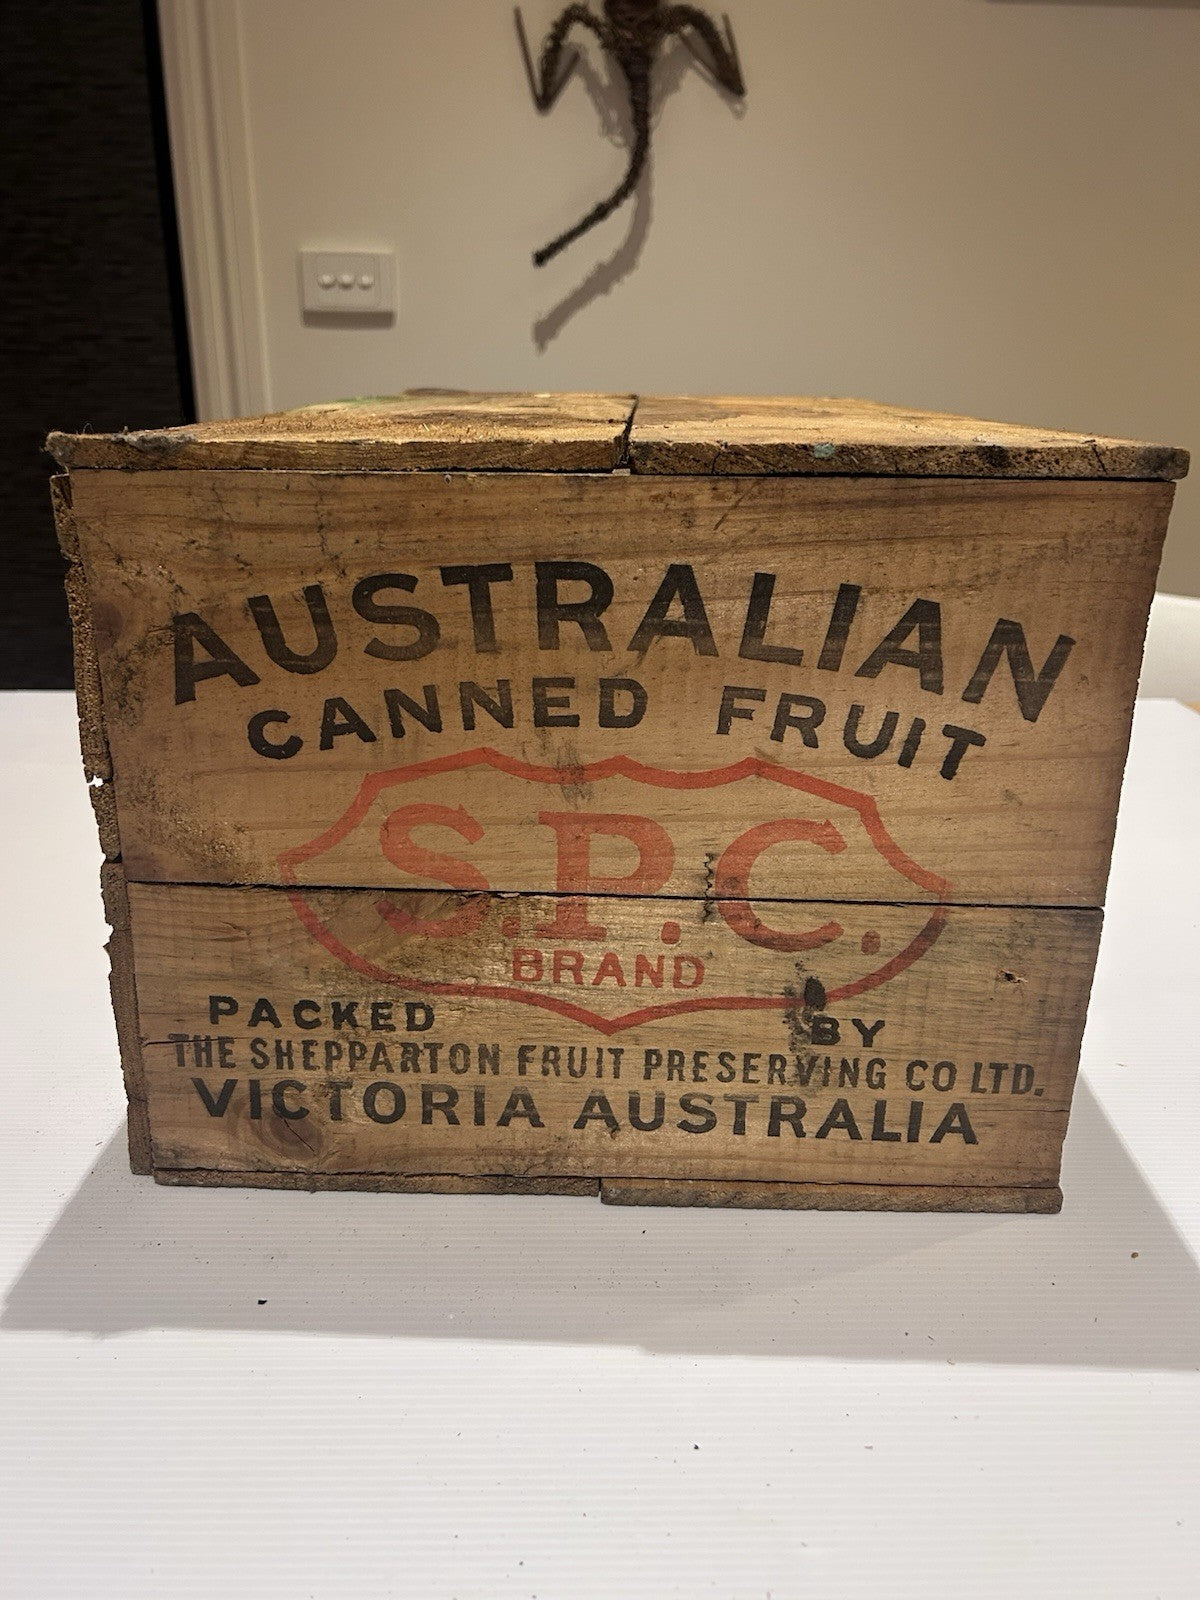 AUSTRALIAN
CANNED FRUIT
S.P.C.
BRAND
PACKED BY
THE SHEPPARTON FRUIT PRESERVING CO LTD.
VICTORIA AUSTRALIA